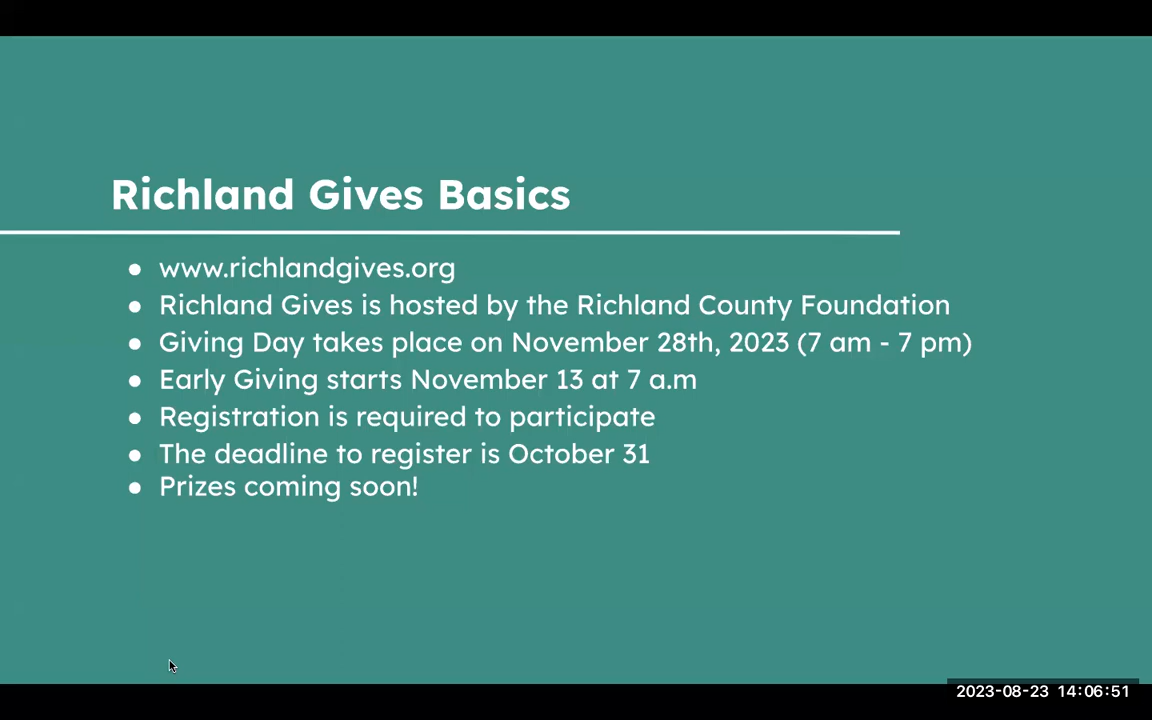 Richland Gives Basics
● www.richlandgives.org
● Richland Gives is hosted by the Richland County Foundation
● Giving Day takes place on November 28th, 2023 (7 am - 7 pm)
● Early Giving starts November 13 at 7 a.m
● Registration is required to participate
● The deadline to register is October 31
● Prizes coming soon!
2023-08-23 14:06:51